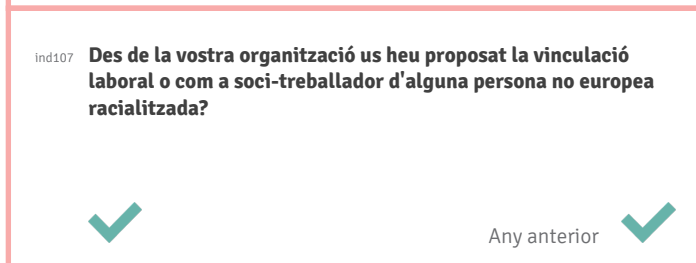 ind107 Des de la vostra organització us heu proposat la vinculació
laboral o com a soci-treballador d'alguna persona no europea
racialitzada?
Any anterior